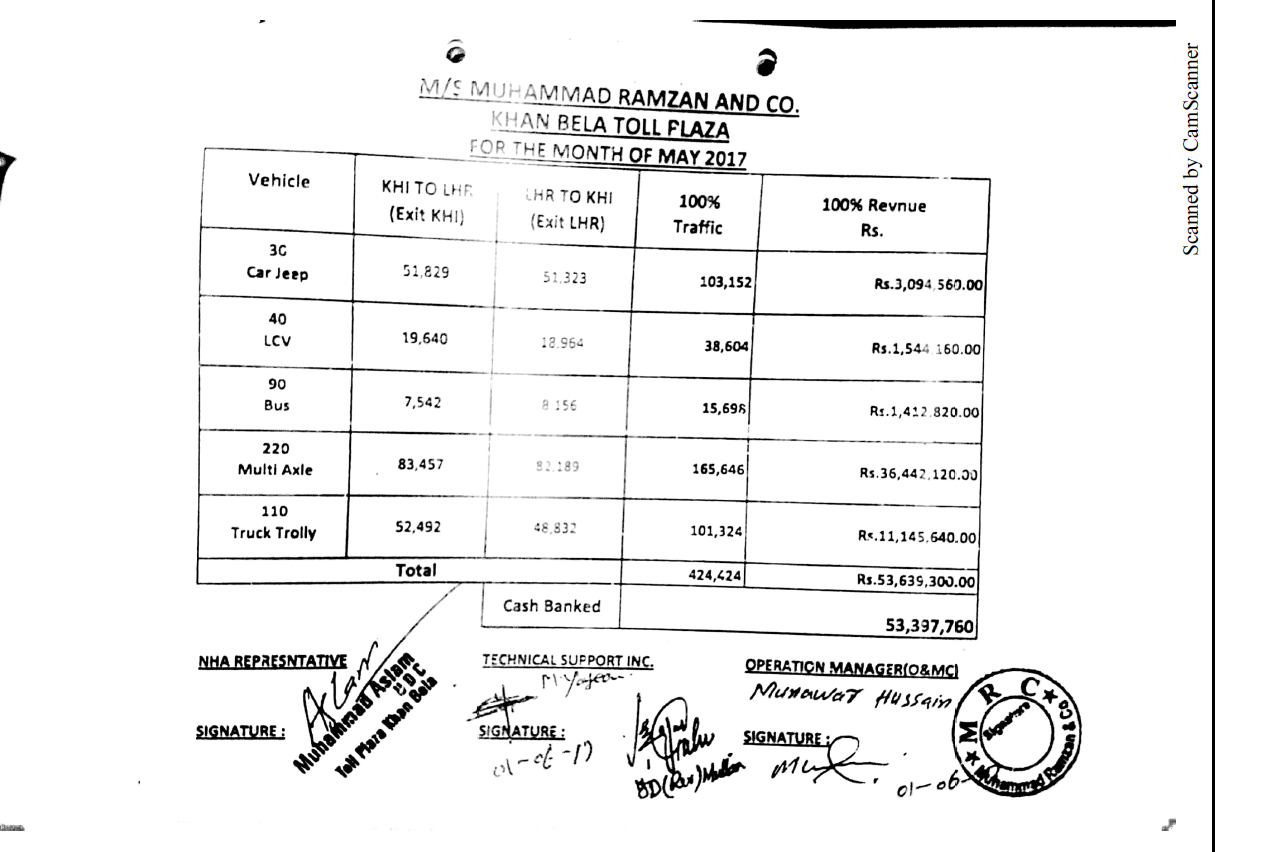 M/S MUHAMMAD RAMZAN AND CO.
KHAN BELA TOLL PLAZA
FOR THE MONTH OF MAY 2017
Vehicle KHI TO LHR (Exit KHI) LHR TO KHI (Exit LHR) 100% Traffic 100% Revnue Rs.
30 Car Jeep 51,829 51,323 103,152 Rs.3,094,560.00
40 LCV 19,640 18,964 38,604 Rs.1,544,160.00
90 Bus 7,542 8,156 15,698 Rs.1,412,820.00
220 Multi Axle 83,457 82,189 165,646 Rs.36,442,120.00
110 Truck Trolly 52,492 48,832 101,324 Rs.11,145,640.00
Total 424,424 Rs.53,639,300.00
Cash Banked 53,397,760
NHA REPRESNTATIVE TECHNICAL SUPPORT INC. OPERATION MANAGER(O&MC)
Munawar Hussain
Muhammad Aslam
UDC
Toll Plaza Khan Bela
SIGNATURE : SIGNATURE : SIGNATURE :
01-06-17
01-06-
MRC
Signature
Muhammad Ramzan & Co
Scanned by CamScanner